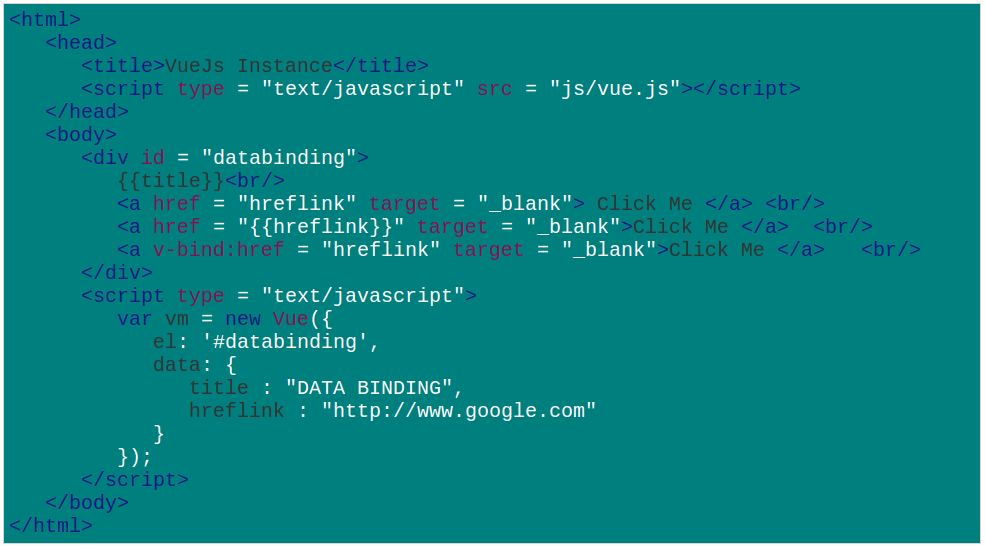 <html>
   <head>
      <title>VueJs Instance</title>
      <script type = "text/javascript" src = "js/vue.js"></script>
   </head>
   <body>
      <div id = "databinding">
         {{title}}<br/>
         <a href = "hreflink" target = "_blank"> Click Me </a> <br/>
         <a href = "{{hreflink}}" target = "_blank">Click Me </a>  <br/>
         <a v-bind:href = "hreflink" target = "_blank">Click Me </a>   <br/>
      </div>
      <script type = "text/javascript">
         var vm = new Vue({
            el: '#databinding',
            data: {
               title : "DATA BINDING",
               hreflink : "http://www.google.com"
            }
         });
      </script>
   </body>
</html>